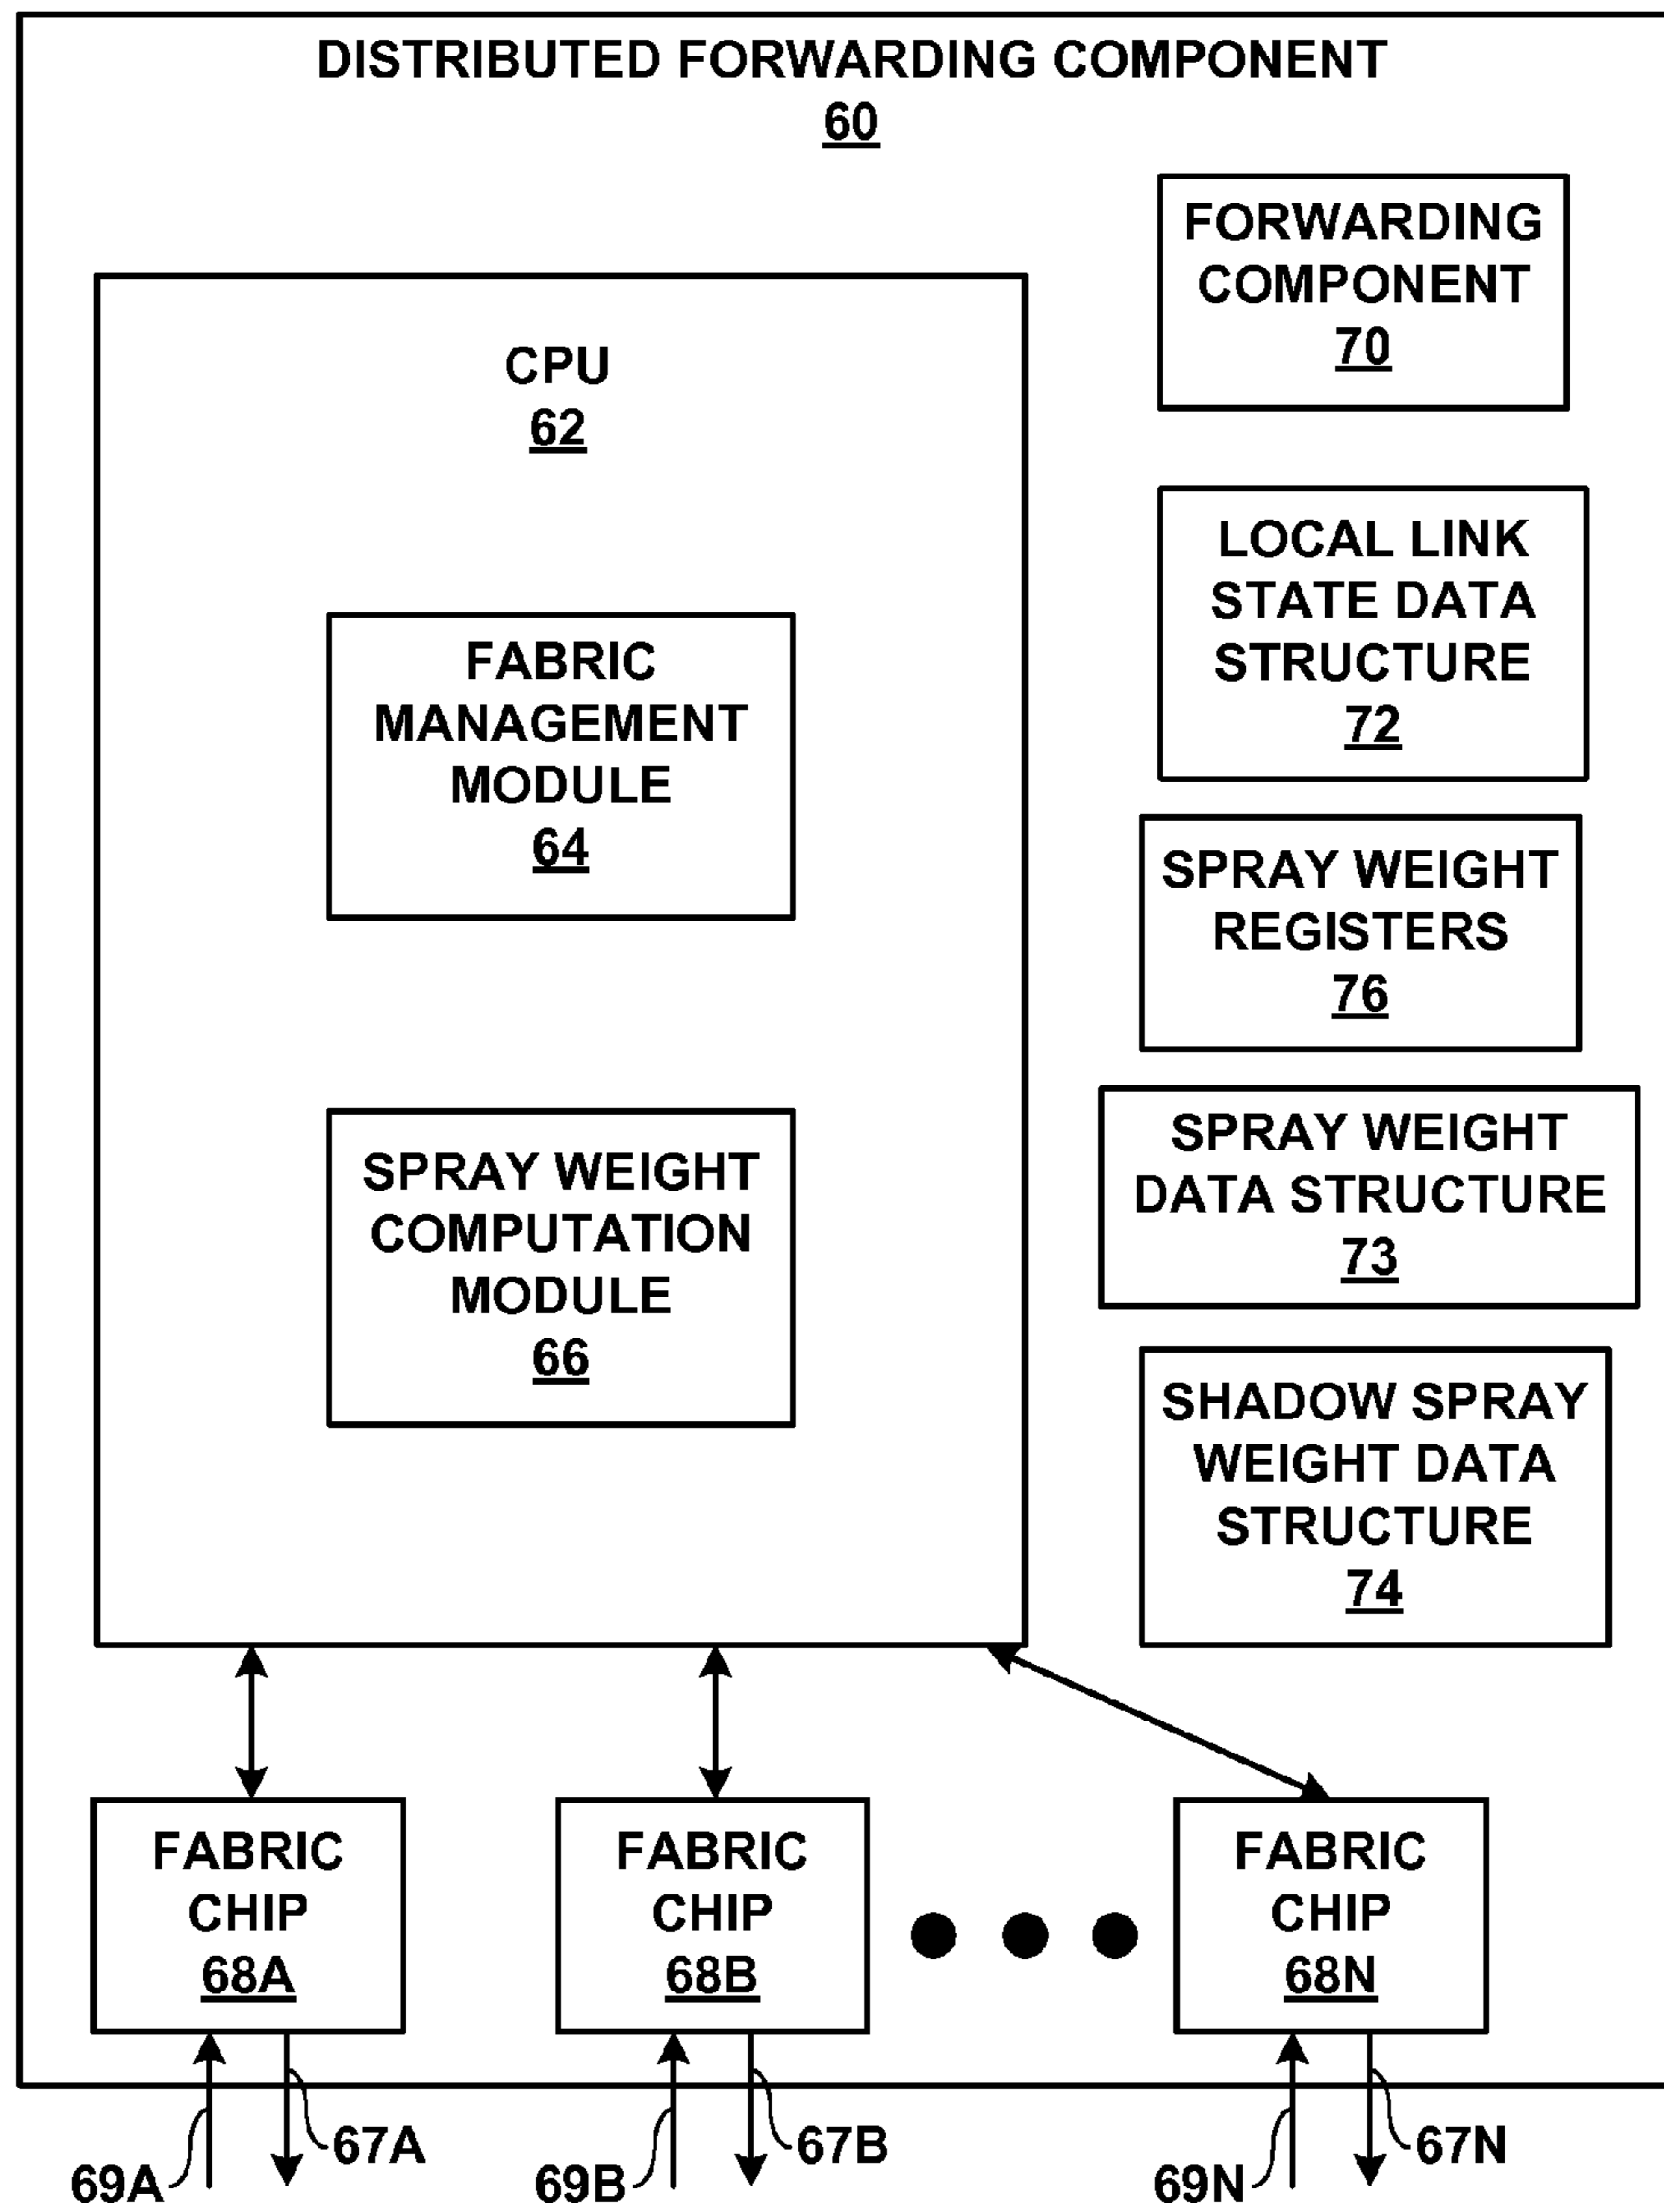 DISTRIBUTED FORWARDING COMPONENT
60
FORWARDING
COMPONENT
70
CPU
62
LOCAL LINK
STATE DATA
STRUCTURE
72
FABRIC
MANAGEMENT
MODULE
64
SPRAY WEIGHT
REGISTERS
76
SPRAY WEIGHT
DATA STRUCTURE
73
SPRAY WEIGHT
COMPUTATION
MODULE
66
SHADOW SPRAY
WEIGHT DATA
STRUCTURE
74
FABRIC
CHIP
68A
FABRIC
CHIP
68B
FABRIC
CHIP
68N
69A
67A
69B
67B
69N
67N